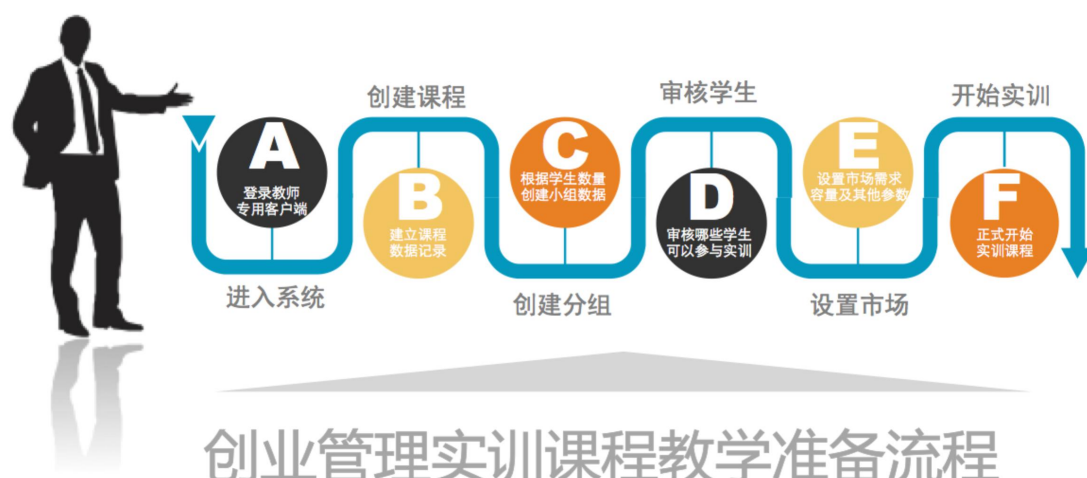 A
登录教师
专用客户端
进入系统
创建课程
B
建立课程
数据记录
C
根据学生数量
创建小组数据
创建分组
审核学生
D
审核哪些学生
可以参与实训
E
设置市场需求
容量及其他参数
设置市场
开始实训
F
正式开始
实训课程
创业管理实训课程教学准备流程